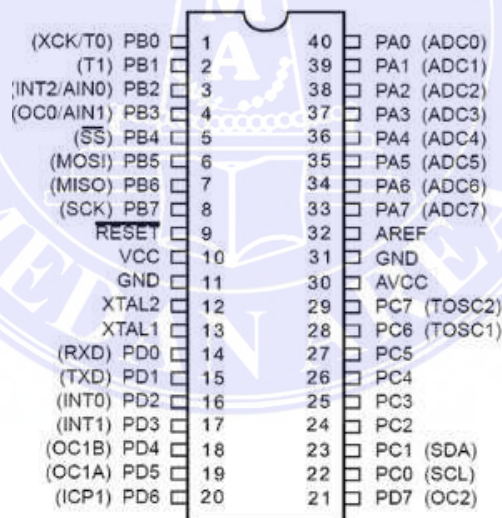 (XCK/T0) PB0 1 40 PA0 (ADC0)
(T1) PB1 2 39 PA1 (ADC1)
(INT2/AIN0) PB2 3 38 PA2 (ADC2)
(OC0/AIN1) PB3 4 37 PA3 (ADC3)
(SS) PB4 5 36 PA4 (ADC4)
(MOSI) PB5 6 35 PA5 (ADC5)
(MISO) PB6 7 34 PA6 (ADC6)
(SCK) PB7 8 33 PA7 (ADC7)
RESET 9 32 AREF
VCC 10 31 GND
GND 11 30 AVCC
XTAL2 12 29 PC7 (TOSC2)
XTAL1 13 28 PC6 (TOSC1)
(RXD) PD0 14 27 PC5
(TXD) PD1 15 26 PC4
(INT0) PD2 16 25 PC3
(INT1) PD3 17 24 PC2
(OC1B) PD4 18 23 PC1 (SDA)
(OC1A) PD5 19 22 PC0 (SCL)
(ICP1) PD6 20 21 PD7 (OC2)